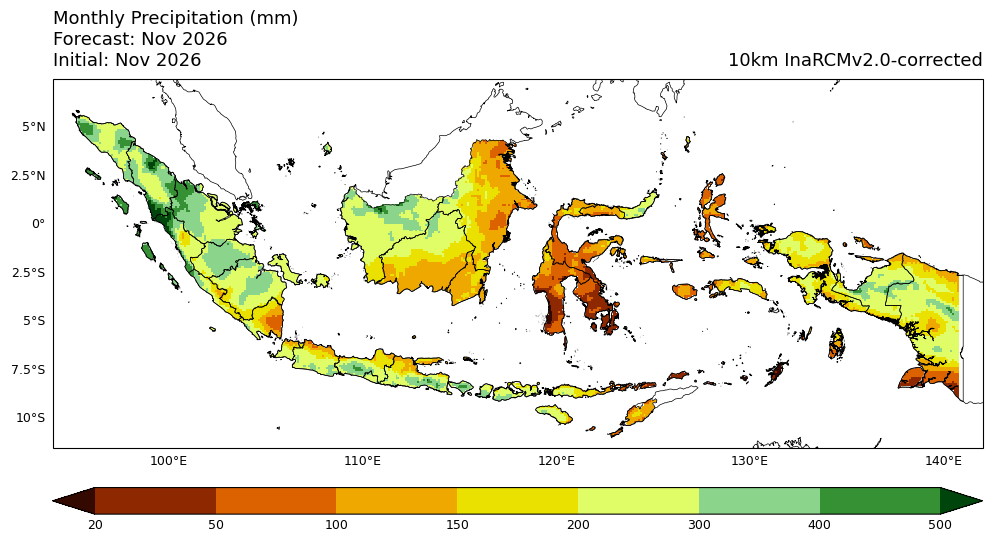 Monthly Precipitation (mm)
Forecast: Nov 2026
Initial: Nov 2026
10km InaRCMv2.0-corrected
5°N
2.5°N
0°
2.5°S
5°S
7.5°S
10°S
100°E 110°E 120°E 130°E 140°E
20 50 100 150 200 300 400 500